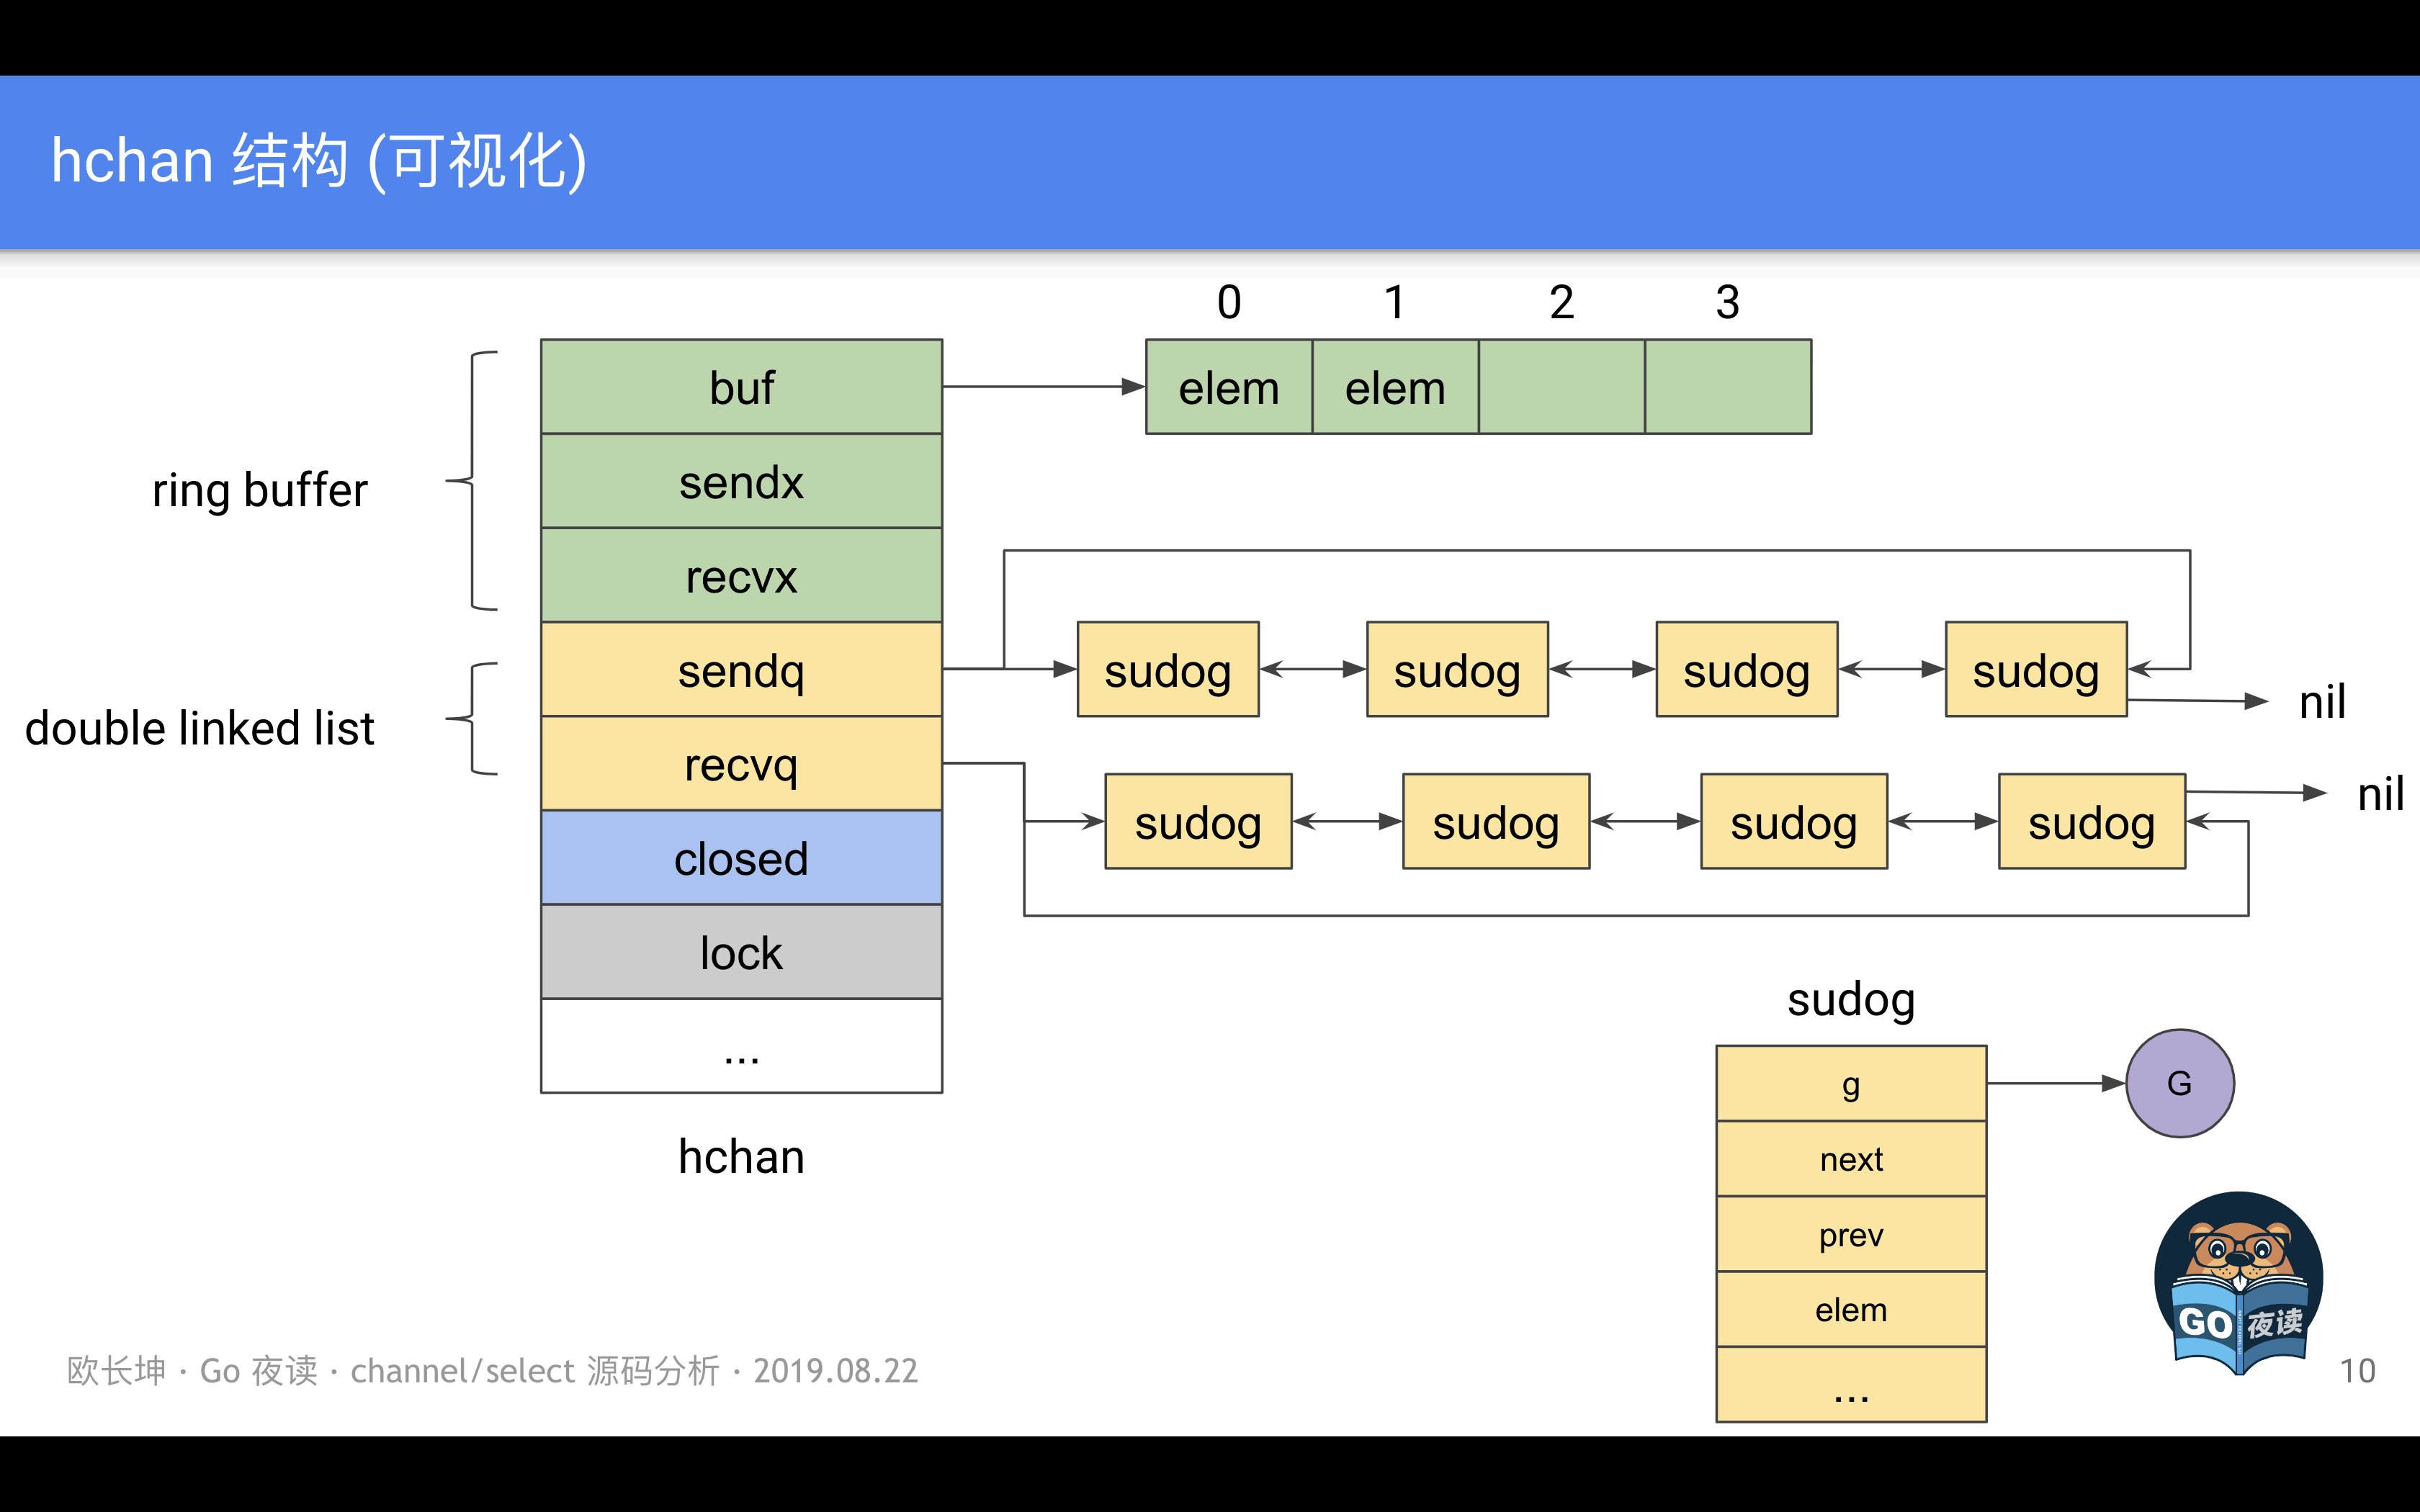 hchan 结构 (可视化)
0 1 2 3
buf
elem elem
ring buffer
sendx
recvx
sendq
sudog sudog sudog sudog
nil
double linked list
recvq
sudog sudog sudog sudog
nil
closed
lock
...
hchan
sudog
g
G
next
prev
elem
...
GO 夜读
欧长坤 · Go 夜读 · channel/select 源码分析 · 2019.08.22
10